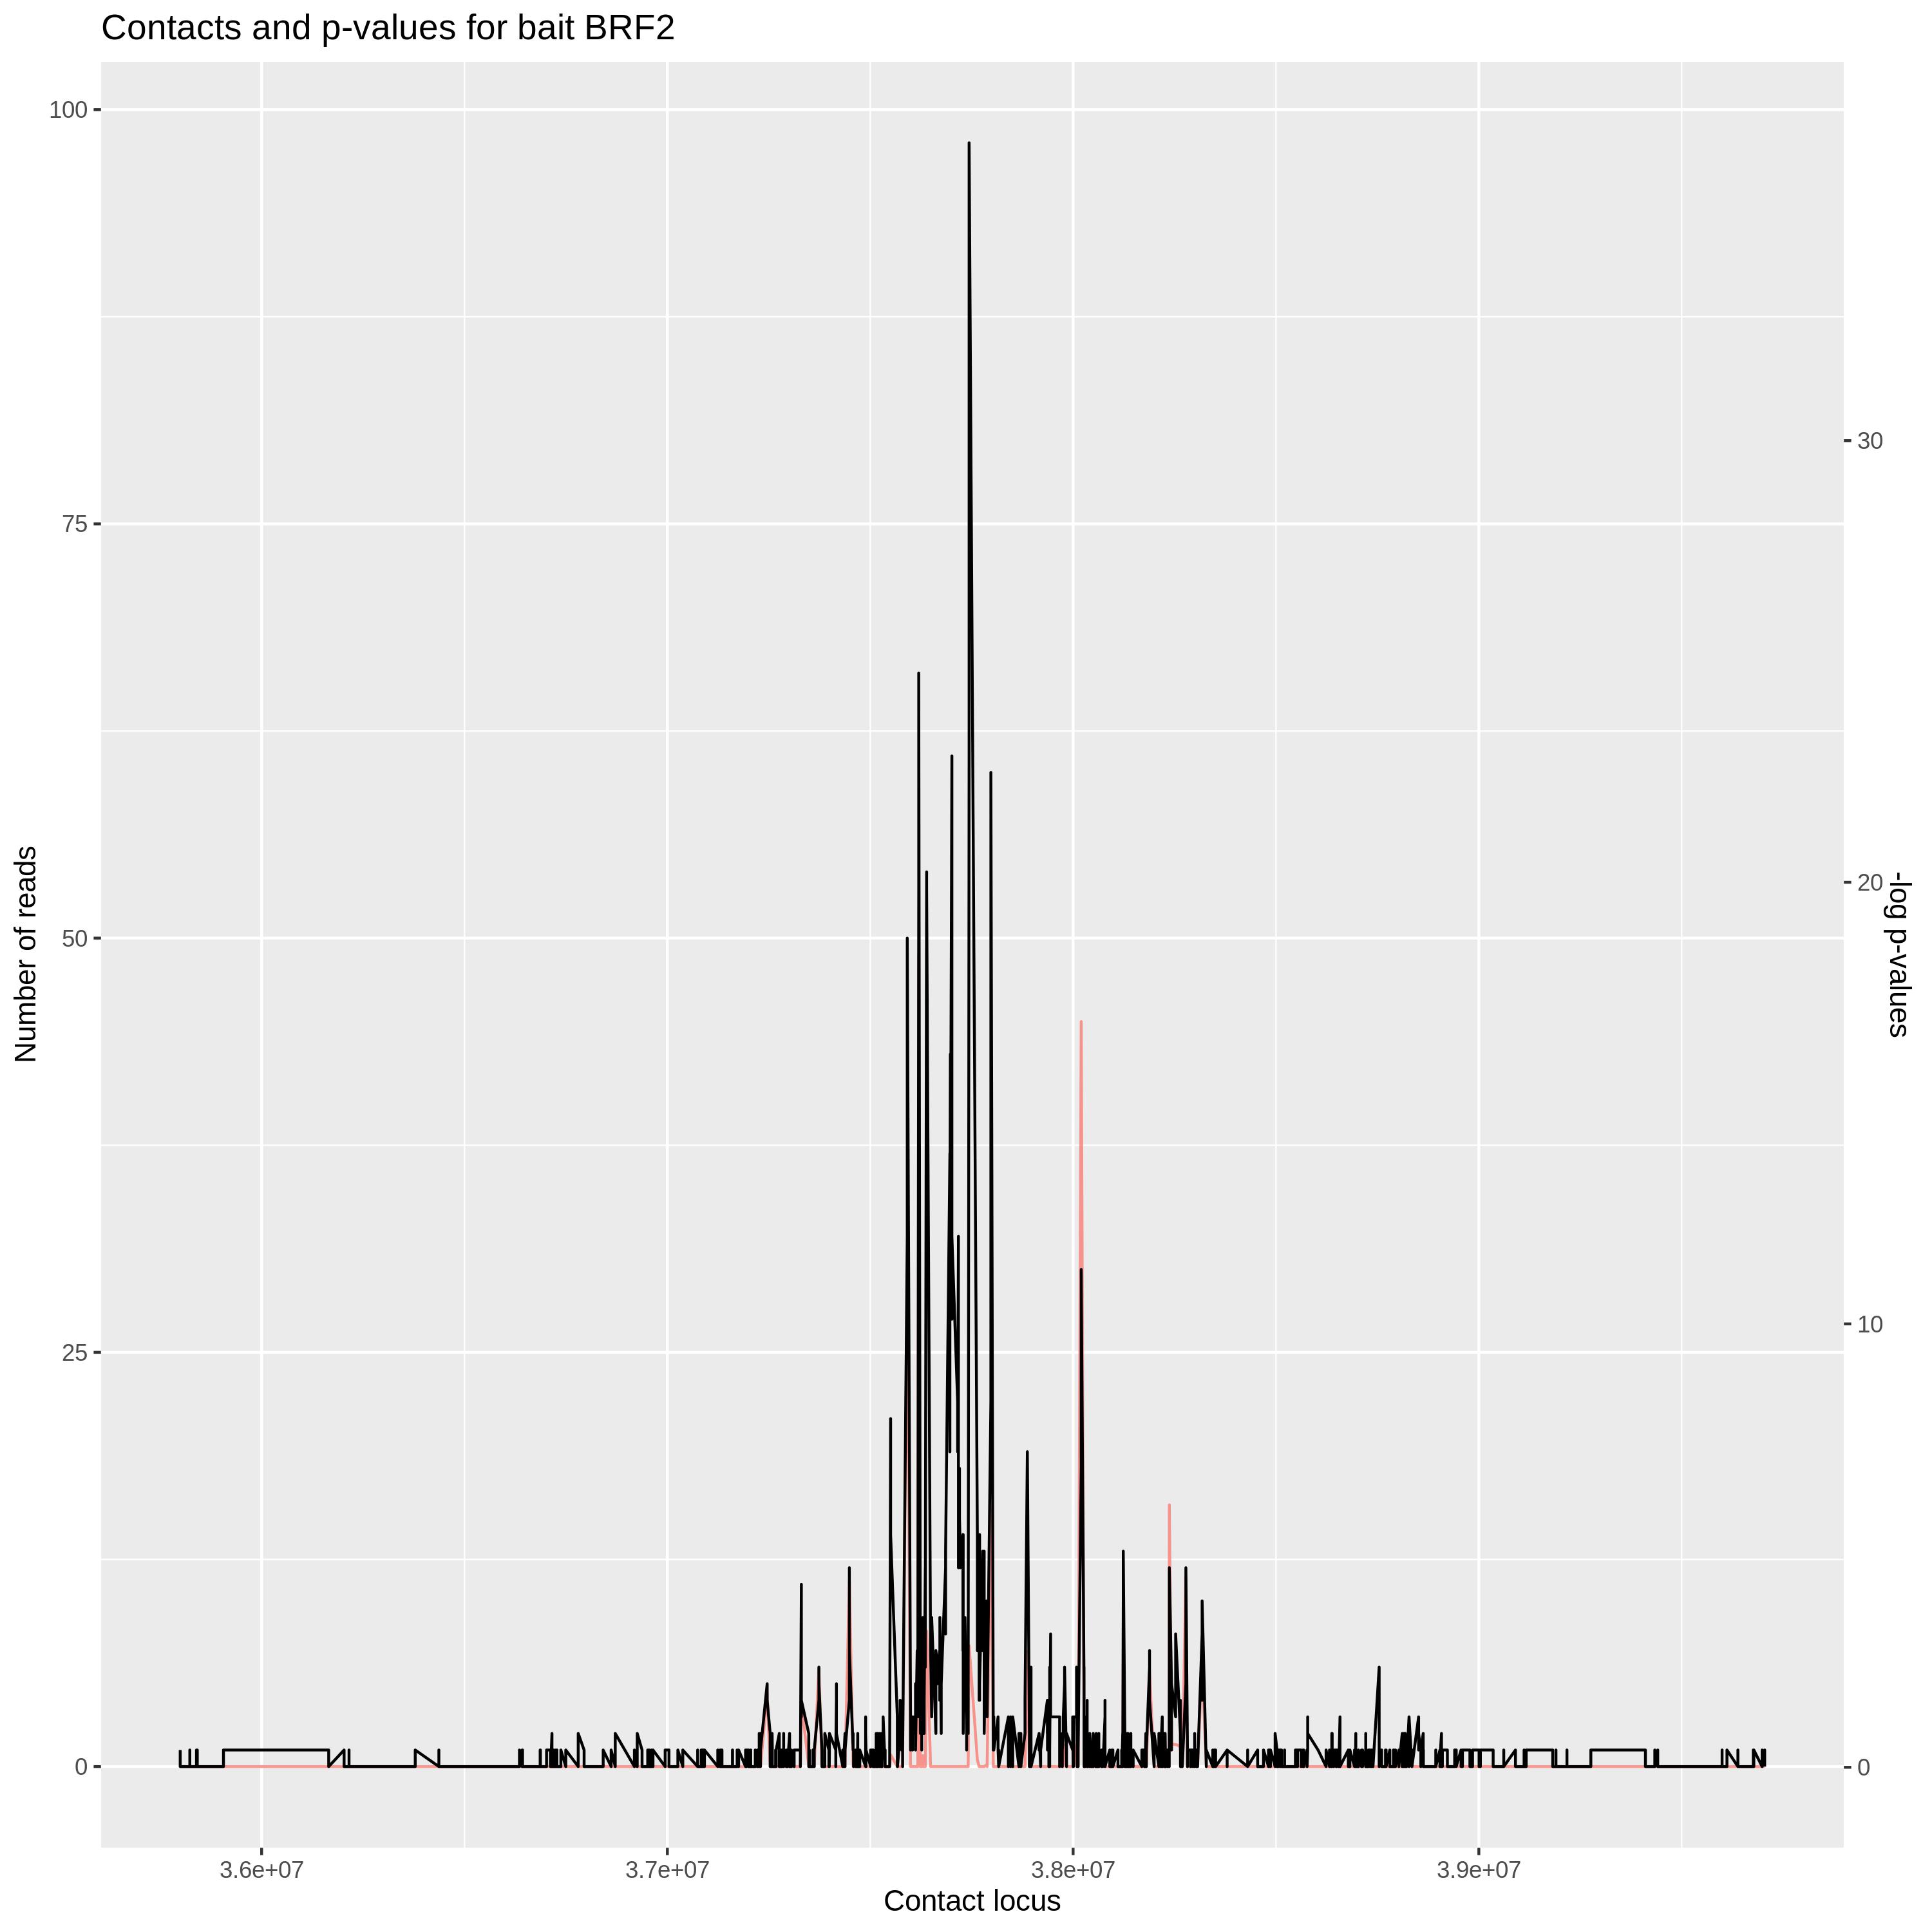 Contacts and p-values for bait BRF2
100
75
50
25
0
Number of reads
30
20
10
0
-log p-values
3.6e+07
3.7e+07
3.8e+07
3.9e+07
Contact locus